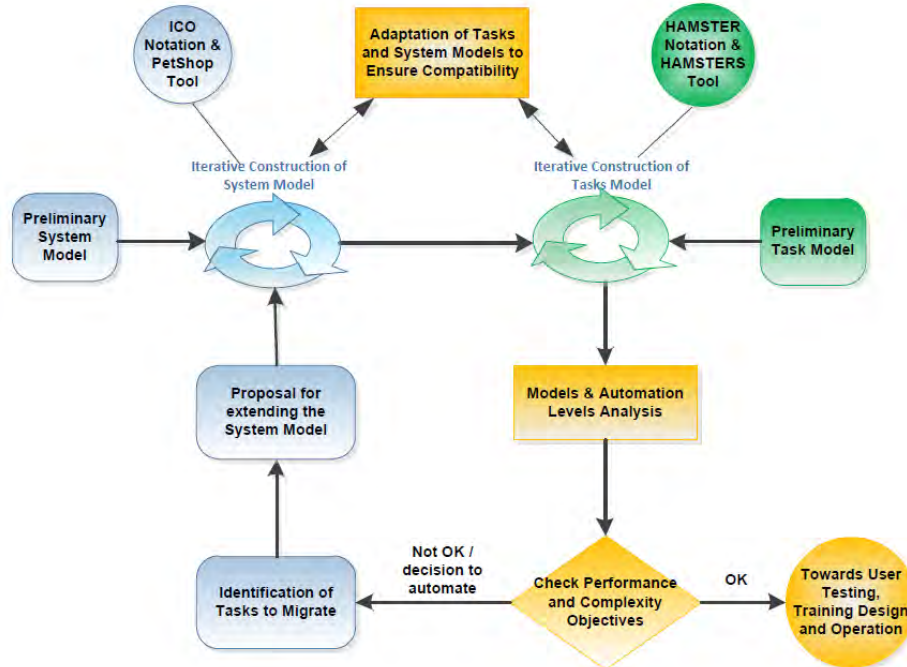 ICO
Notation &
PetShop
Tool
Adaptation of Tasks
and System Models to
Ensure Compatibility
HAMSTER
Notation &
HAMSTERS
Tool
Iterative Construction of
System Model
Iterative Construction of
Tasks Model
Preliminary
System
Model
Preliminary
Task Model
Proposal for
extending the
System Model
Models & Automation
Levels Analysis
Identification of
Tasks to Migrate
Not OK /
decision to
automate
Check Performance
and Complexity
Objectives
OK
Towards User
Testing,
Training Design
and Operation